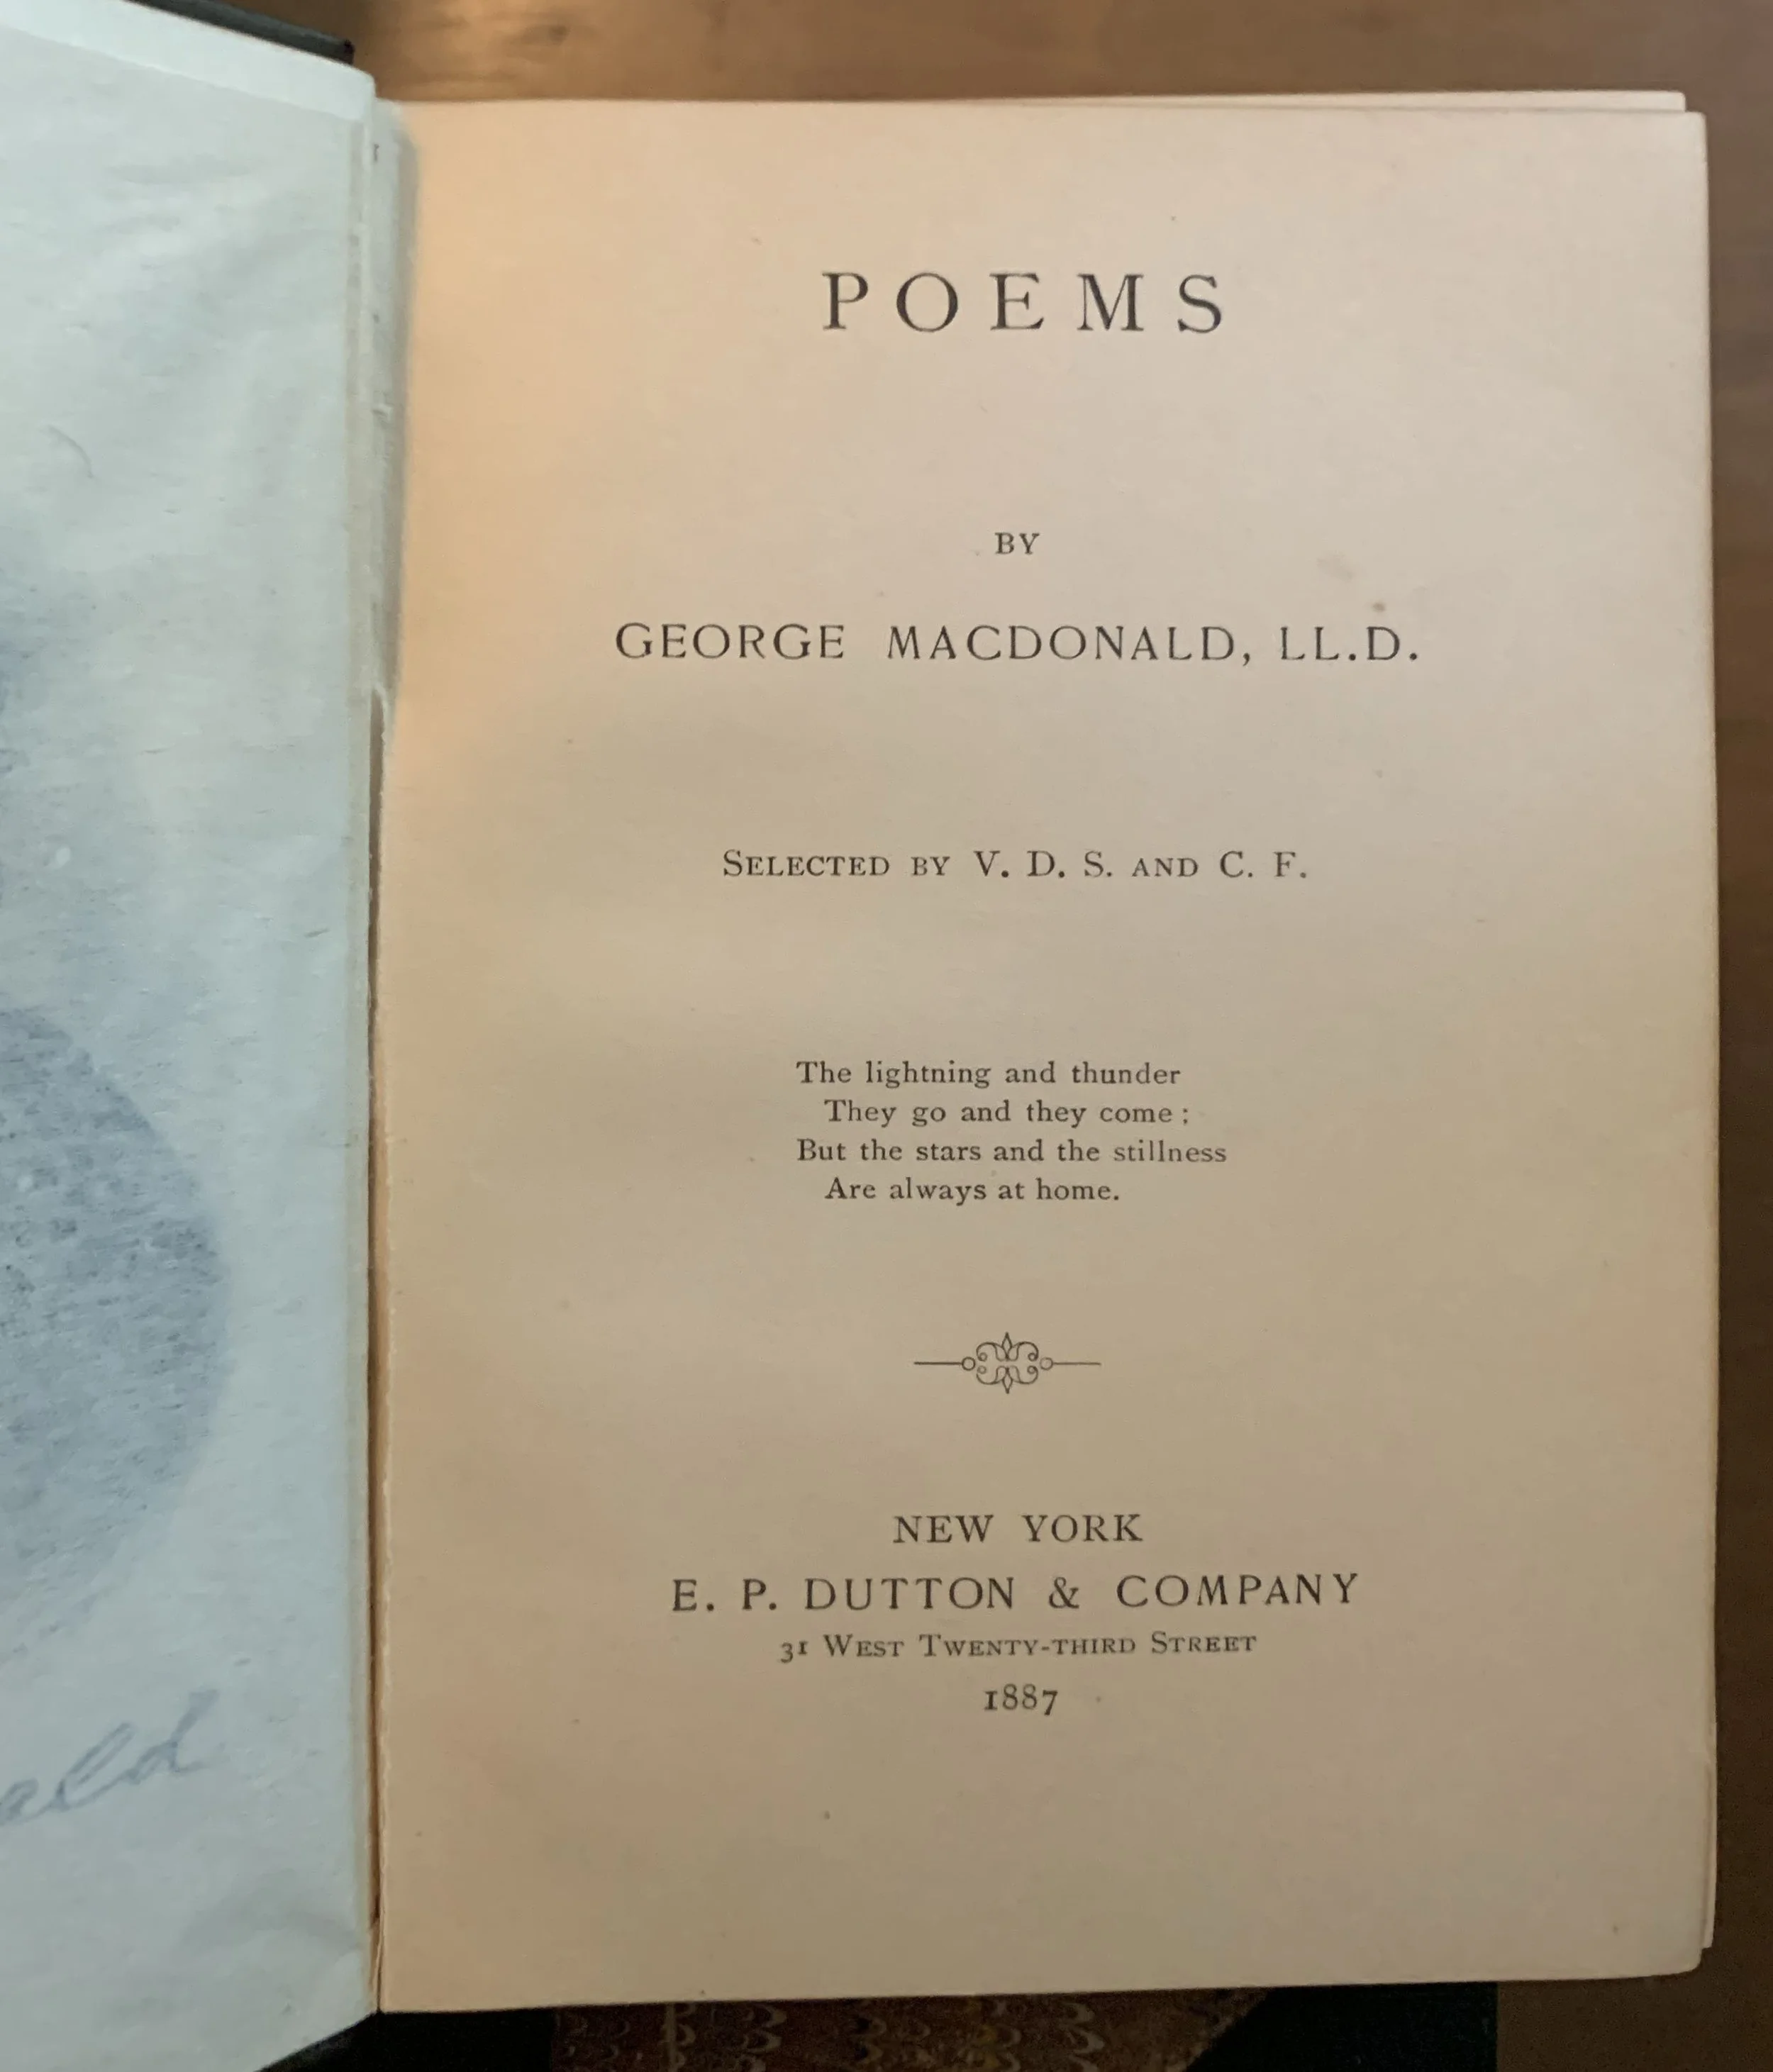 ald
POEMS
BY
GEORGE MACDONALD, LL.D.
SELECTED BY V. D. S. AND C. F.
The lightning and thunder
They go and they come ;
But the stars and the stillness
Are always at home.
NEW YORK
E. P. DUTTON & COMPANY
31 WEST TWENTY-THIRD STREET
1887